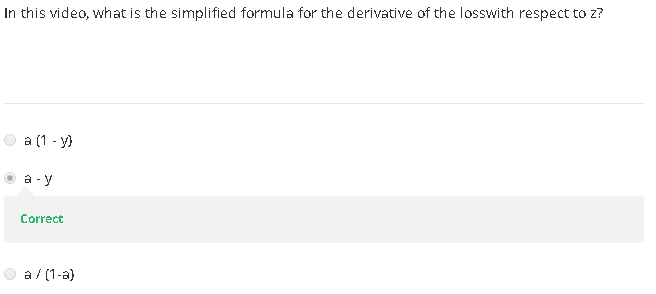 In this video, what is the simplified formula for the derivative of the losswith respect to z?
a (1 - y)
a - y
Correct
a / (1-a)